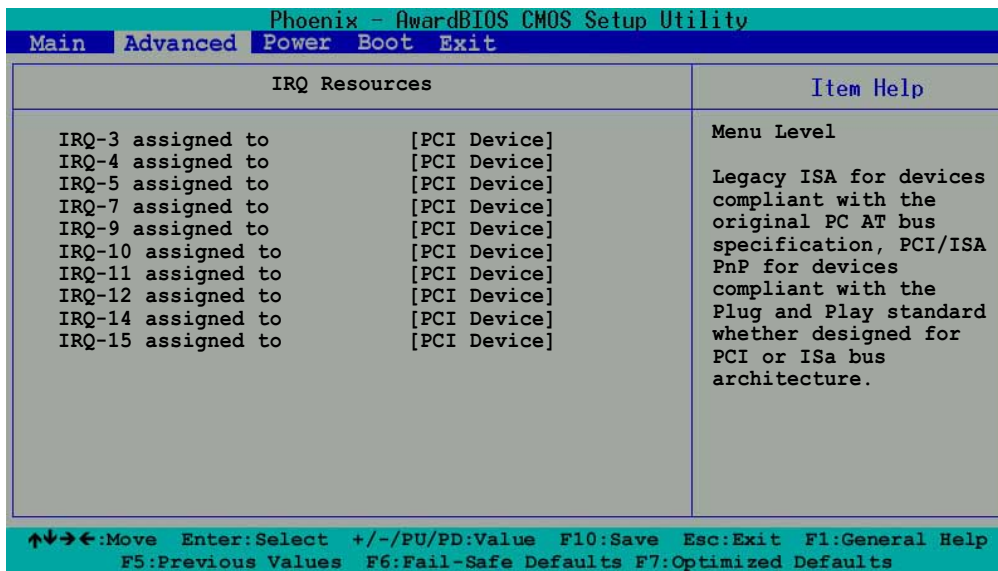 Phoenix - AwardBIOS CMOS Setup Utility
Main Advanced Power Boot Exit
IRQ Resources
Item Help
IRQ-3 assigned to [PCI Device]
IRQ-4 assigned to [PCI Device]
IRQ-5 assigned to [PCI Device]
IRQ-7 assigned to [PCI Device]
IRQ-9 assigned to [PCI Device]
IRQ-10 assigned to [PCI Device]
IRQ-11 assigned to [PCI Device]
IRQ-12 assigned to [PCI Device]
IRQ-14 assigned to [PCI Device]
IRQ-15 assigned to [PCI Device]
Menu Level
Legacy ISA for devices
compliant with the
original PC AT bus
specification, PCI/ISA
PnP for devices
compliant with the
Plug and Play standard
whether designed for
PCI or ISa bus
architecture.
↑↓→←:Move Enter:Select +/-/PU/PD:Value F10:Save Esc:Exit F1:General Help
F5:Previous Values F6:Fail-Safe Defaults F7:Optimized Defaults